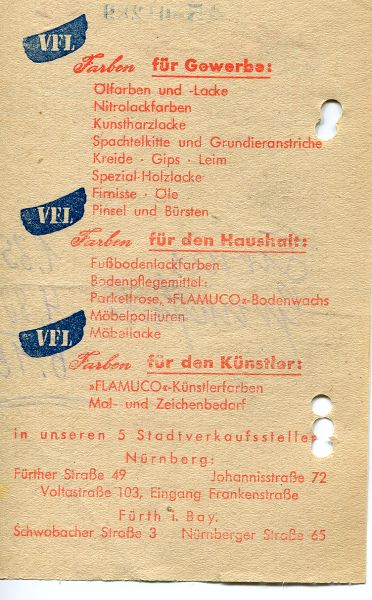 VFL
Farben für Gewerbe:
Ölfarben und -Lacke
Nitrolackfarben
Kunstharzlacke
Spachtelkitte und Grundieranstriche
Kreide · Gips · Leim
Spezial-Holzlacke
Firnisse · Öle
Pinsel und Bürsten
VFL
Farben für den Haushalt:
Fußbodenlackfarben
Bodenpflegemittel:
Parkettrose, »FLAMUCO«-Bodenwachs
Möbelpolituren
Möbellacke
VFL
Farben für den Künstler:
»FLAMUCO«-Künstlerfarben
Mal- und Zeichenbedarf
in unseren 5 Stadtverkaufsstellen
Nürnberg:
Fürther Straße 49 Johannisstraße 72
Voltastraße 103, Eingang Frankenstraße
Fürth i. Bay.
Schwabacher Straße 3 Nürnberger Straße 65